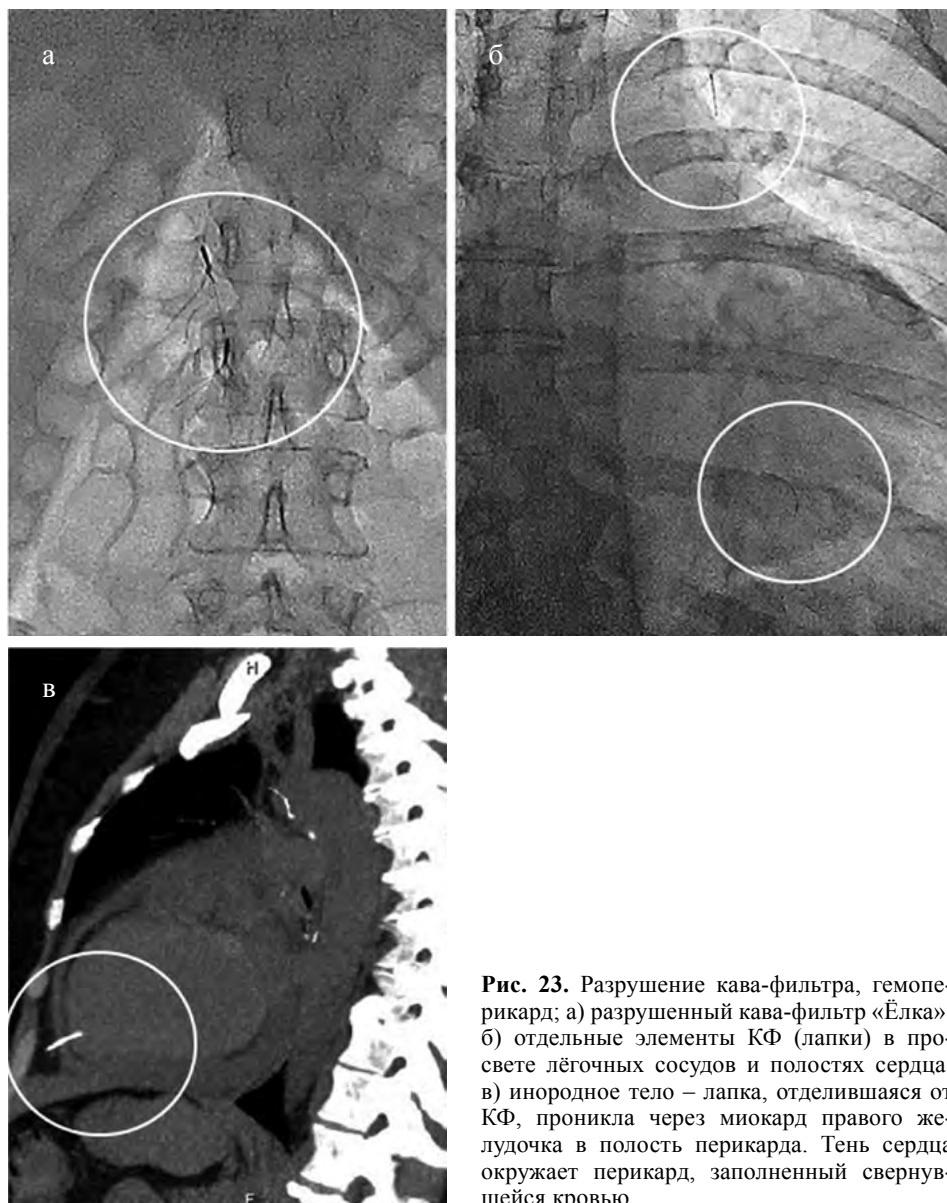 а
б
в
H
F
Рис. 23. Разрушение кава-фильтра, гемопе-
рикард; а) разрушенный кава-фильтр «Ёлка»
б) отдельные элементы КФ (лапки) в про-
свете лёгочных сосудов и полостях сердца
в) инородное тело – лапка, отделившаяся от
КФ, проникла через миокард правого же-
лудочка в полость перикарда. Тень сердца
окружает перикард, заполненный свернув-
шейся кровью